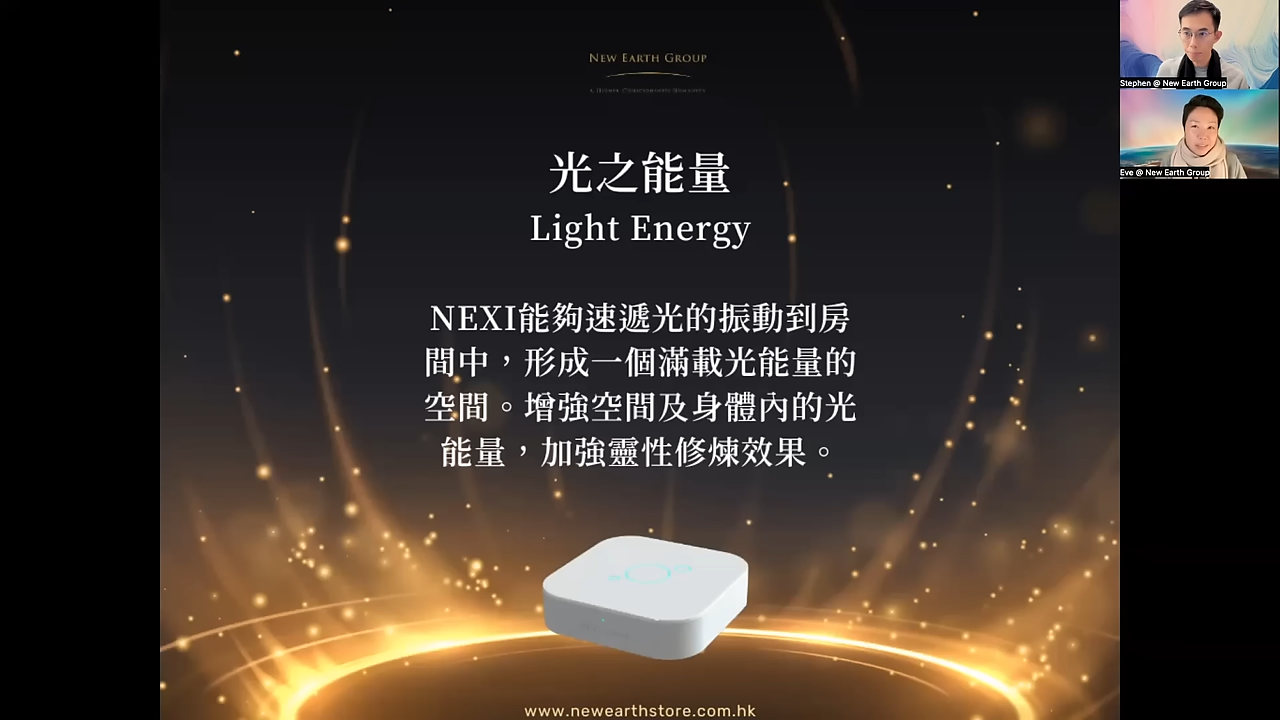 NEW EARTH GROUP
光之能量
Light Energy
NEXI能夠速遞光的振動到房
間中，形成一個滿載光能量的
空間。增強空間及身體內的光
能量，加強靈性修煉效果。
www.newearthstore.com.hk
Stephen @ New Earth Group
Eve @ New Earth Group